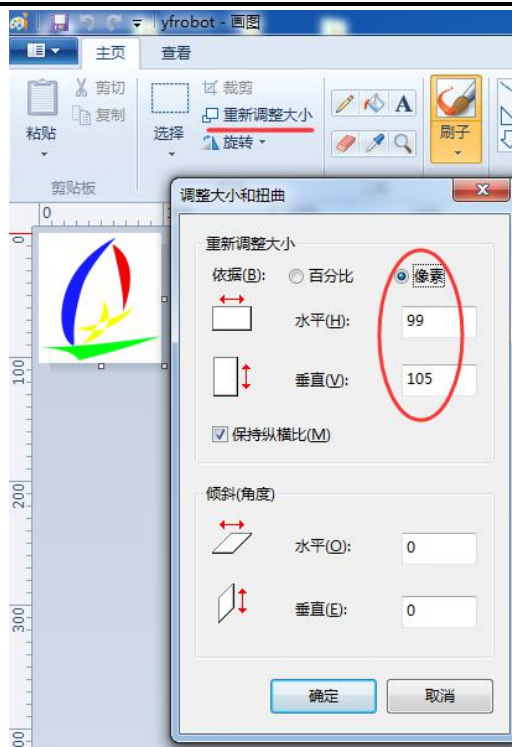 yfrobot - 画图
主页 查看
剪切
复制
粘贴
剪贴板
选择
裁剪
重新调整大小
旋转
A
刷子
调整大小和扭曲
重新调整大小
依据(B): 百分比 像素
水平(H): 99
垂直(V): 105
保持纵横比(M)
倾斜(角度)
水平(O): 0
垂直(E): 0
确定 取消
0
0
100
200
300